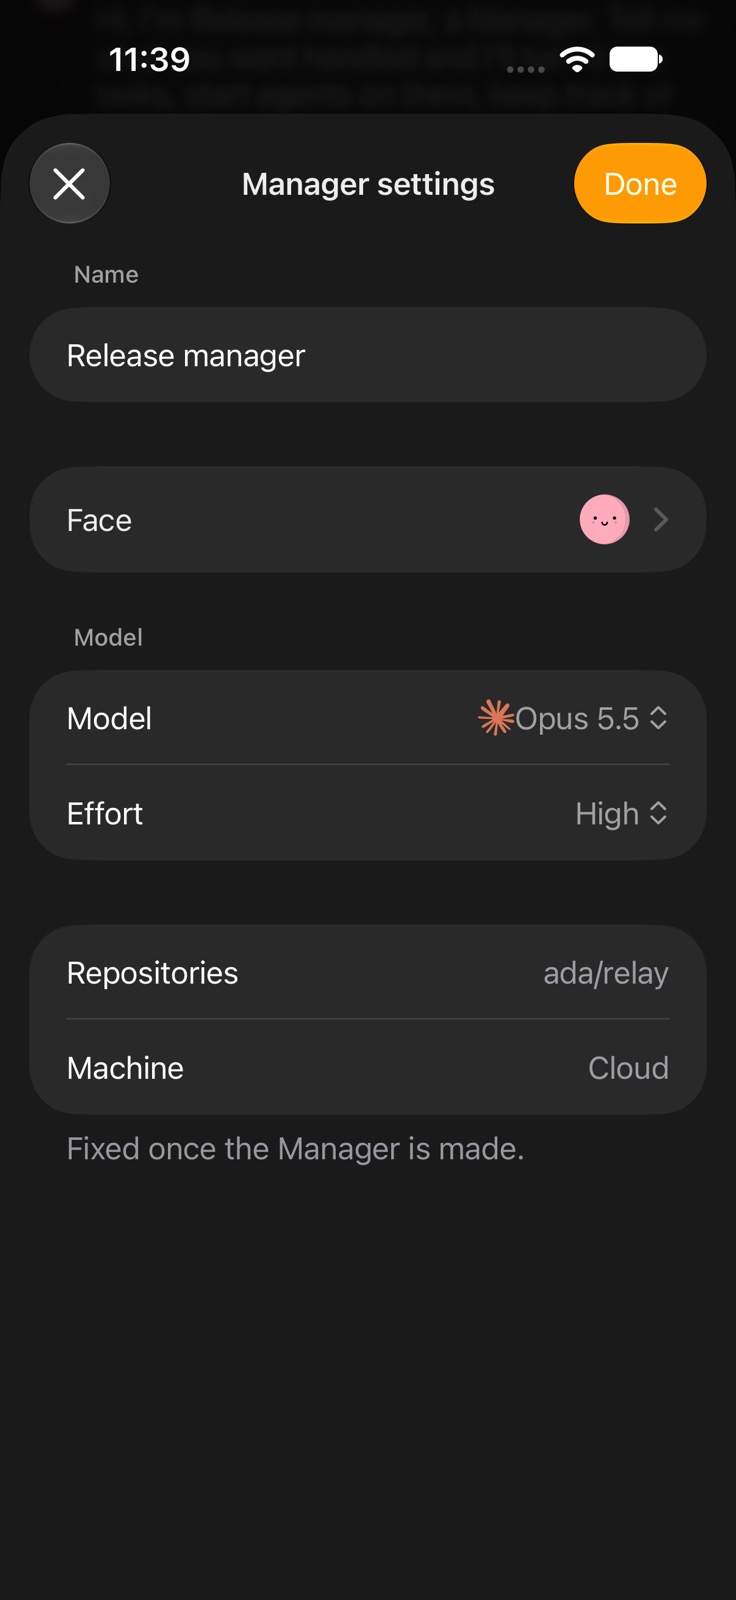 11:39
Manager settings
Done
Name
Release manager
Face
Model
Model
Opus 5.5
Effort
High
Repositories
ada/relay
Machine
Cloud
Fixed once the Manager is made.